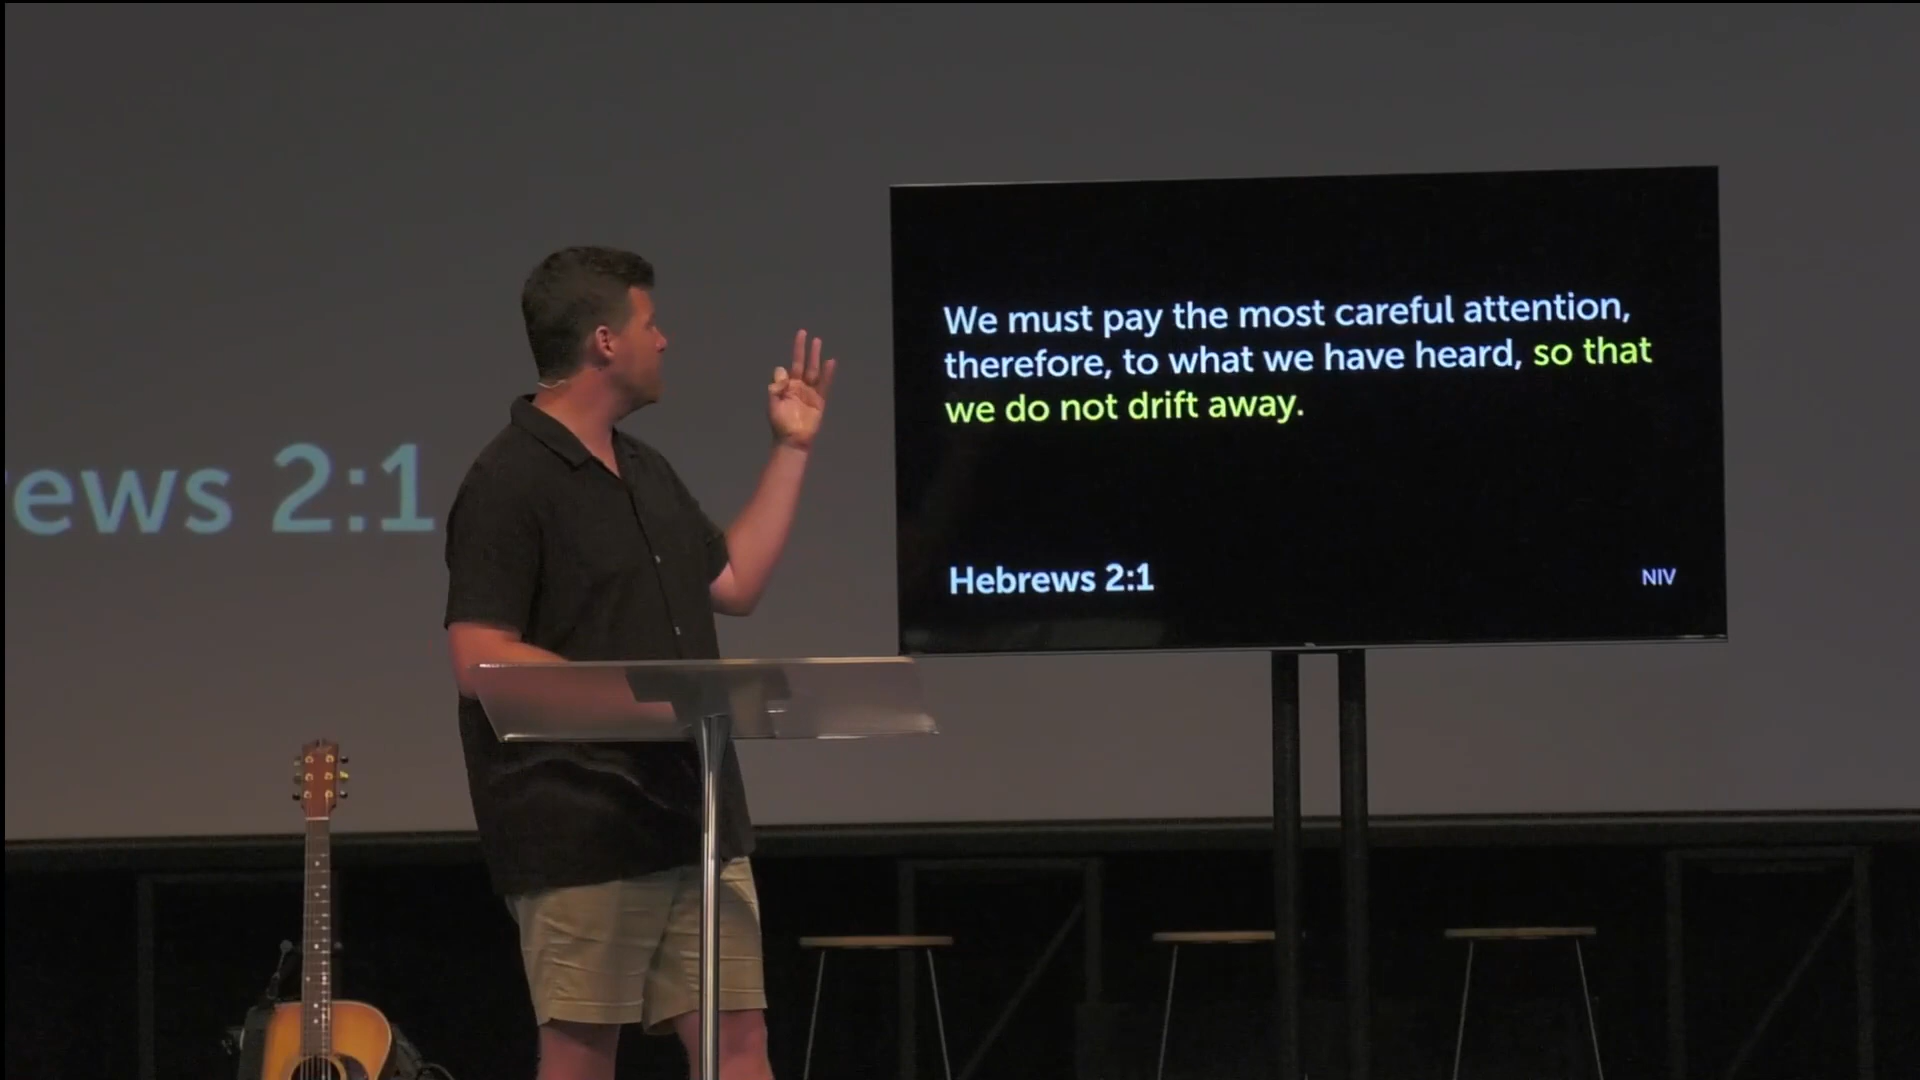 We must pay the most careful attention,
therefore, to what we have heard, so that
we do not drift away.
Hebrews 2:1
NIV
ews 2:1